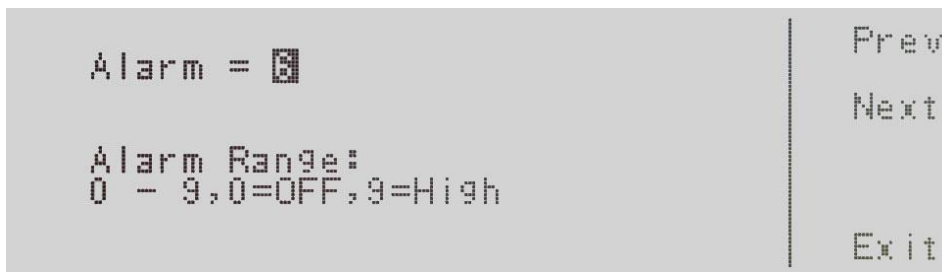 Alarm = 6
Prev
Next
Alarm Range:
0 - 9,0=OFF,9=High
Exit